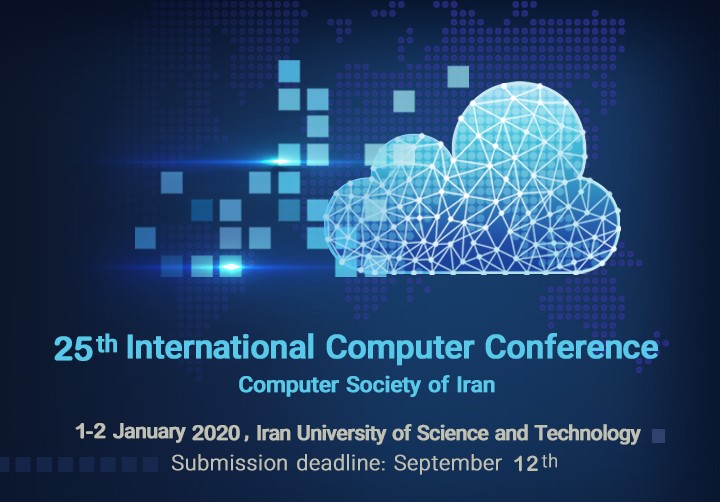 25th International Computer Conference
Computer Society of Iran
1-2 January 2020, Iran University of Science and Technology
Submission deadline: September 12th